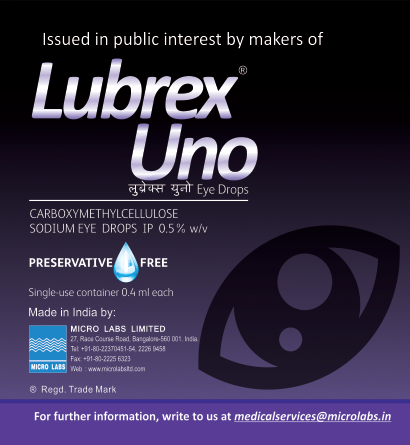 Issued in public interest by makers of
Lubrex®
Uno
लुब्रेक्स युनो Eye Drops
CARBOXYMETHYLCELLULOSE
SODIUM EYE DROPS IP 0.5% w/v
PRESERVATIVE FREE
Single-use container 0.4 ml each
Made in India by:
MICRO LABS LIMITED
27, Race Course Road, Bangalore-560 001, India
Tel: +91-80-22370451-54, 2226 9458
Fax: +91-80-2225 6323
Web : www.microlabsltd.com
MICRO LABS
® Regd. Trade Mark
For further information, write to us at medicalservices@microlabs.in